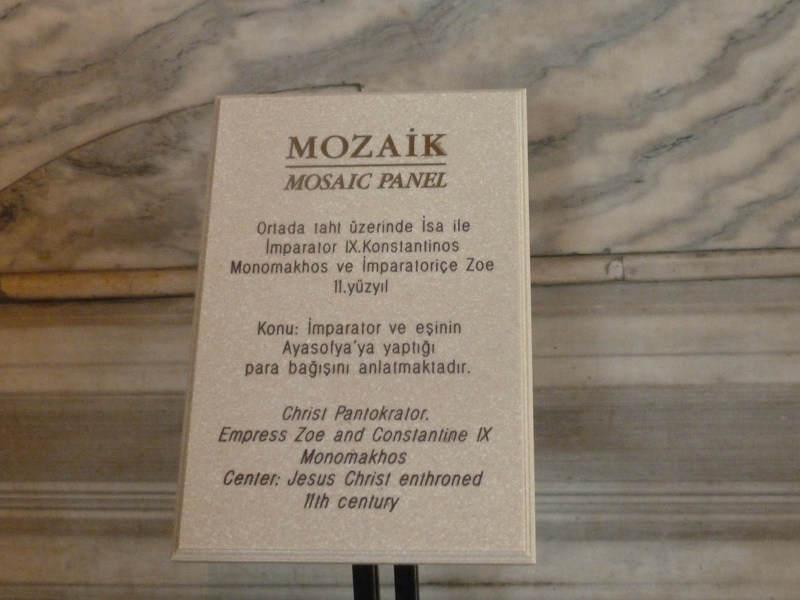 MOZAİK
MOSAIC PANEL
Ortada taht üzerinde İsa ile
İmparator IX.Konstantinos
Monomakhos ve İmparatoriçe Zoe
11.yüzyıl
Konu: İmparator ve eşinin
Ayasofya'ya yaptığı
para bağışını anlatmaktadır.
Christ Pantokrator.
Empress Zoe and Constantine IX
Monomakhos
Center: Jesus Christ enthroned
11th century